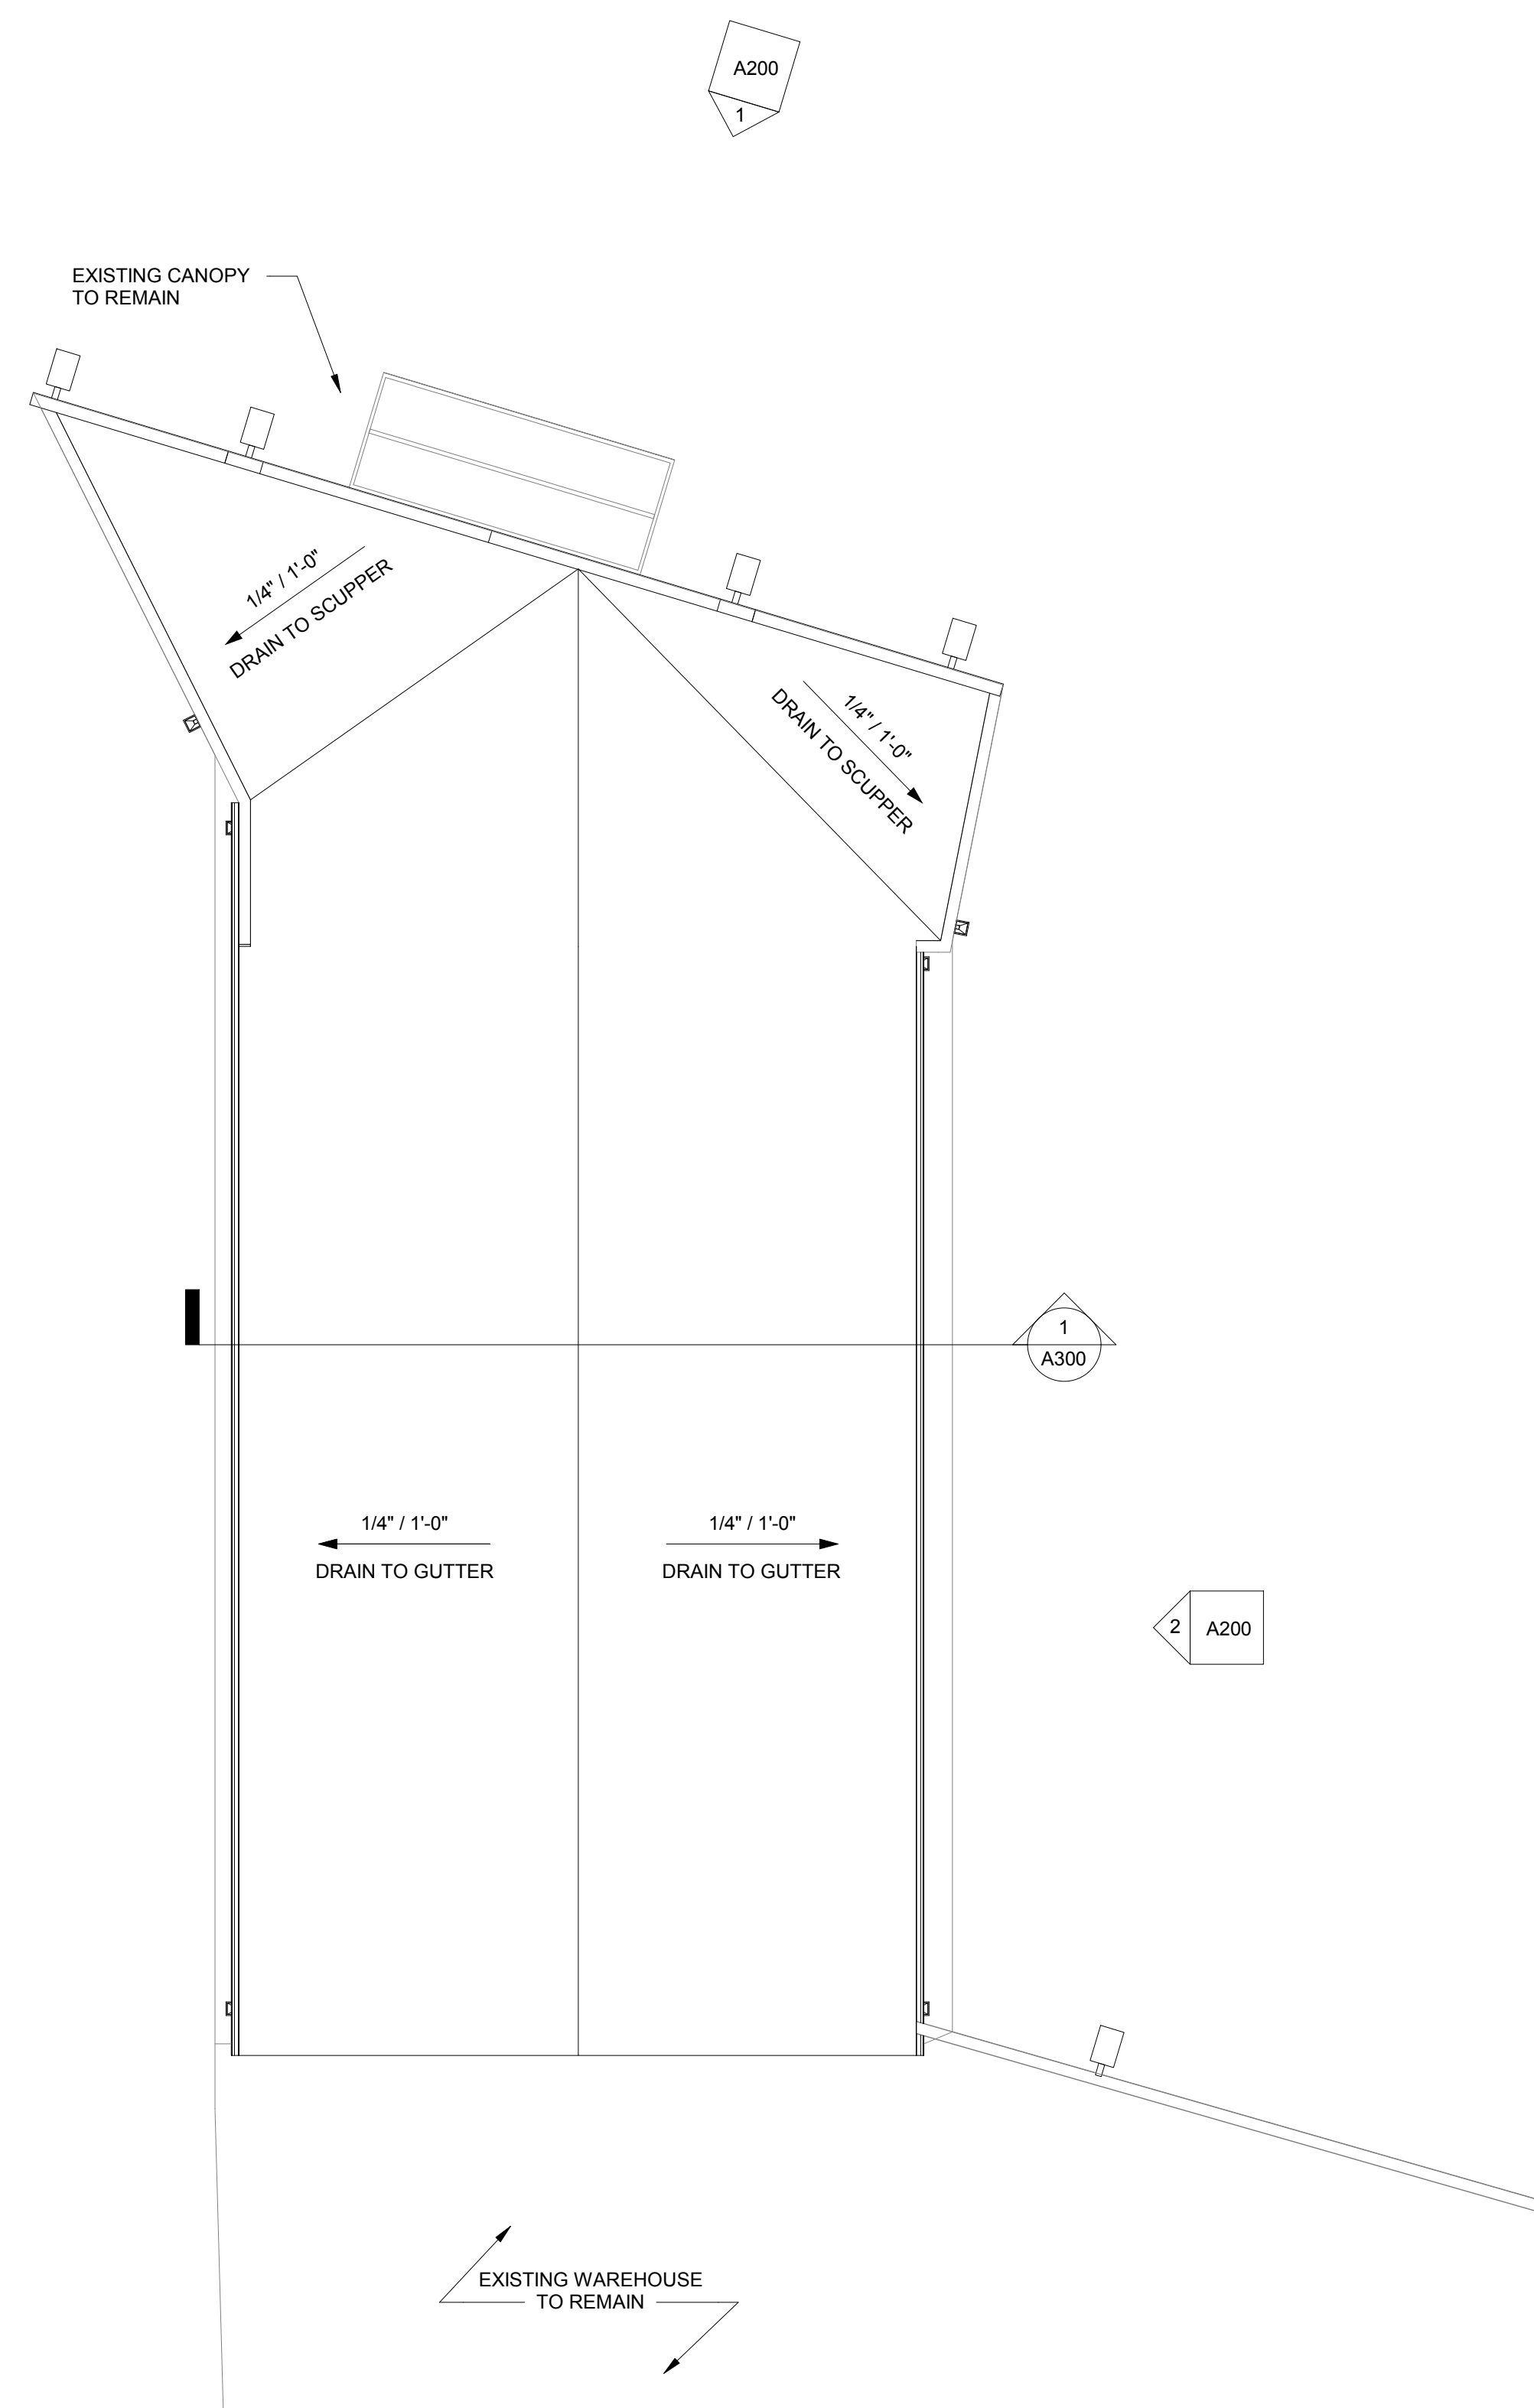 A200
1
EXISTING CANOPY
TO REMAIN
1/4" / 1'-0"
DRAIN TO SCUPPER
1/4" / 1'-0"
DRAIN TO SCUPPER
1
A300
1/4" / 1'-0"
DRAIN TO GUTTER
1/4" / 1'-0"
DRAIN TO GUTTER
2
A200
EXISTING WAREHOUSE
TO REMAIN